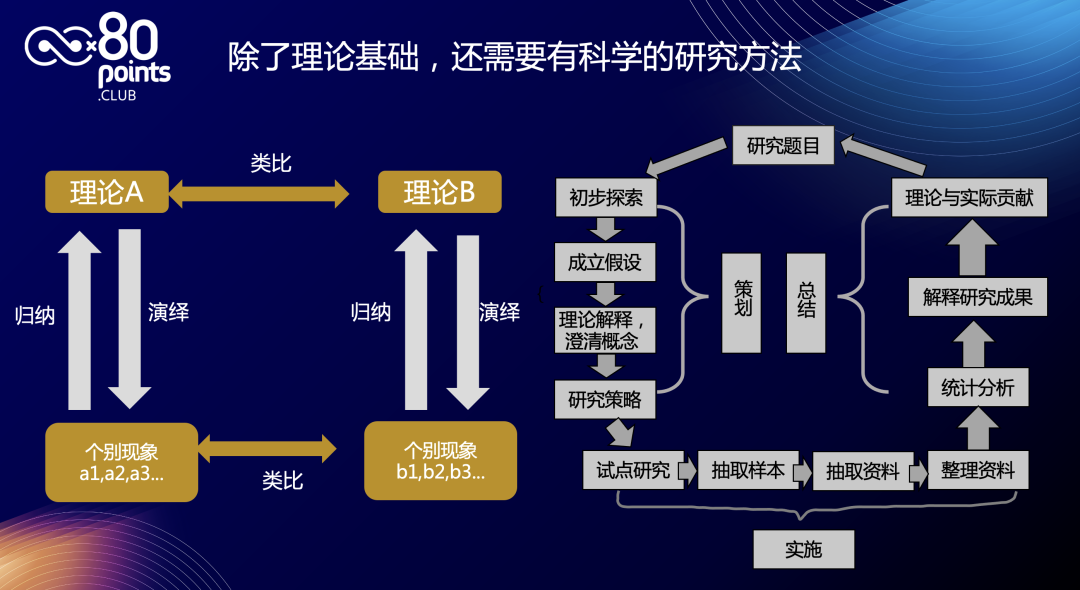 ×80
points
.CLUB
除了理论基础，还需要有科学的研究方法
类比
理论A
理论B
归纳
演绎
归纳
演绎
个别现象
a1,a2,a3...
个别现象
b1,b2,b3...
类比
研究题目
初步探索
成立假设
理论解释，
澄清概念
研究策略
策划
总结
理论与实际贡献
解释研究成果
统计分析
试点研究
抽取样本
抽取资料
整理资料
实施